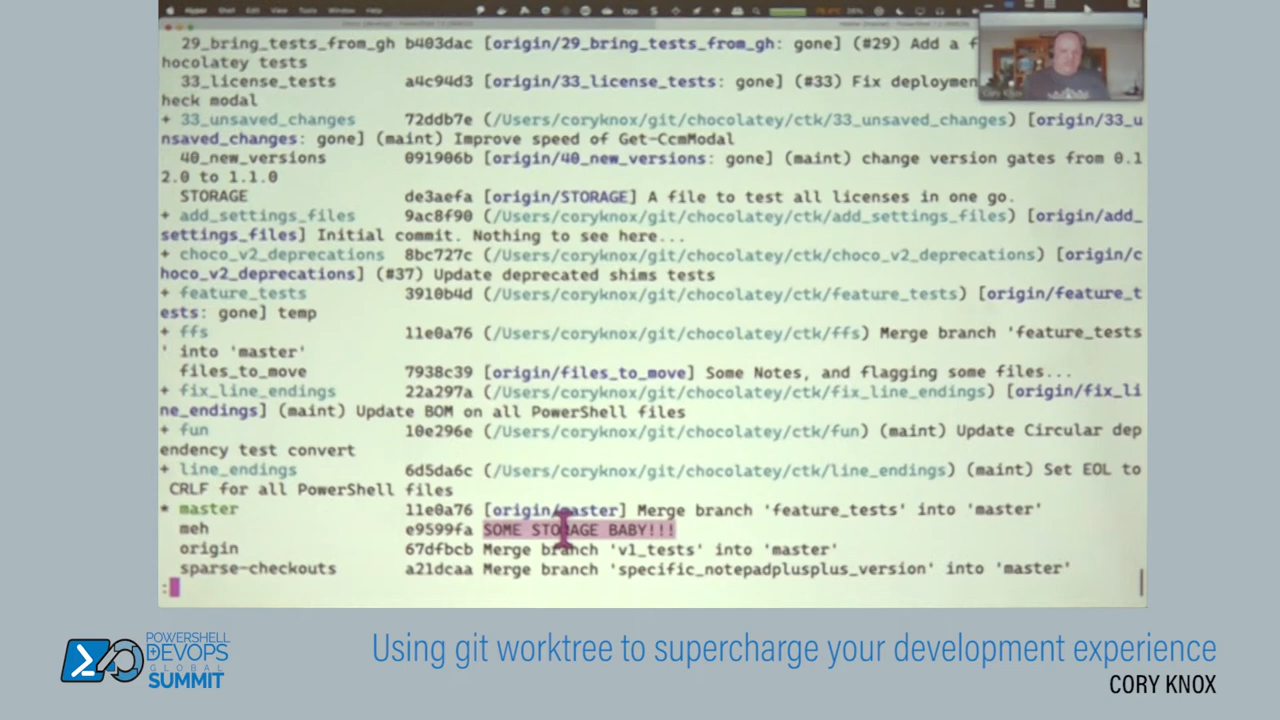 29_bring_tests_from_gh b403dac [origin/29_bring_tests_from_gh: gone] (#29) Add a f
hocolatey tests
33_license_tests a4c94d3 [origin/33_license_tests: gone] (#33) Fix deploymen
heck modal
+ 33_unsaved_changes 72ddb7e (/Users/coryknox/git/chocolatey/ctk/33_unsaved_changes) [origin/33_u
nsaved_changes: gone] (maint) Improve speed of Get-CcmModal
40_new_versions 091906b [origin/40_new_versions: gone] (maint) change version gates from 0.1
2.0 to 1.1.0
STORAGE de3aefa [origin/STORAGE] A file to test all licenses in one go.
+ add_settings_files 9ac8f90 (/Users/coryknox/git/chocolatey/ctk/add_settings_files) [origin/add_
settings_files] Initial commit. Nothing to see here...
+ choco_v2_deprecations 8bc727c (/Users/coryknox/git/chocolatey/ctk/choco_v2_deprecations) [origin/c
hoco_v2_deprecations] (#37) Update deprecated shims tests
+ feature_tests 3910b4d (/Users/coryknox/git/chocolatey/ctk/feature_tests) [origin/feature_t
ests: gone] temp
+ ffs 11e0a76 (/Users/coryknox/git/chocolatey/ctk/ffs) Merge branch 'feature_tests
' into 'master'
files_to_move 7938c39 [origin/files_to_move] Some Notes, and flagging some files...
+ fix_line_endings 22a297a (/Users/coryknox/git/chocolatey/ctk/fix_line_endings) [origin/fix_li
ne_endings] (maint) Update BOM on all PowerShell files
+ fun 10e296e (/Users/coryknox/git/chocolatey/ctk/fun) (maint) Update Circular dep
endency test convert
+ line_endings 6d5da6c (/Users/coryknox/git/chocolatey/ctk/line_endings) (maint) Set EOL to
CRLF for all PowerShell files
* master 11e0a76 [origin/master] Merge branch 'feature_tests' into 'master'
meh e9599fa SOME STORAGE BABY!!!
origin 67dfbcb Merge branch 'v1_tests' into 'master'
sparse-checkouts a21dcaa Merge branch 'specific_notepadplusplus_version' into 'master'
:
Cory Knox
POWERSHELL
DEVOPS
GLOBAL
SUMMIT
Using git worktree to supercharge your development experience
CORY KNOX